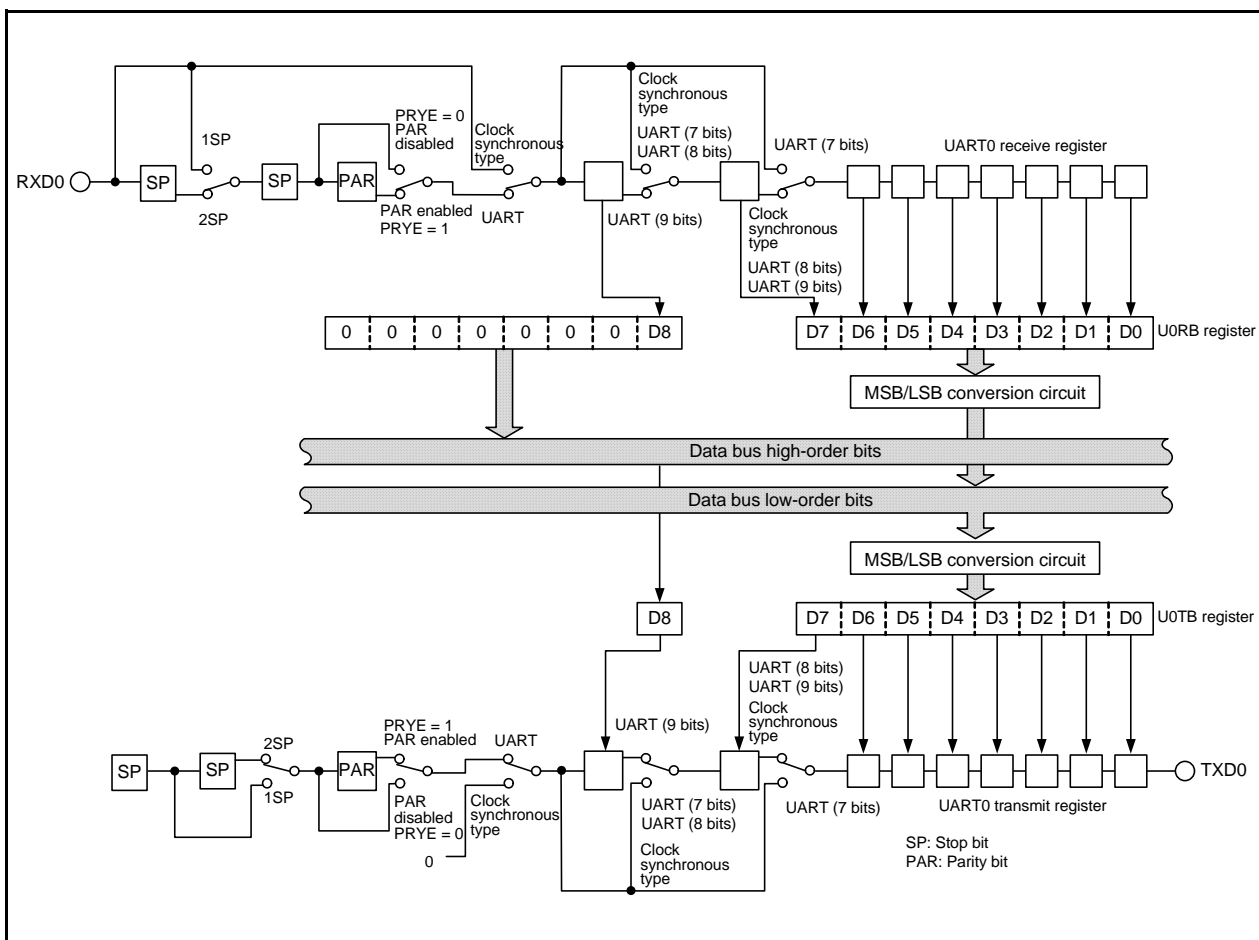 Clock
synchronous
type
PRYE = 0
PAR
disabled
1SP
Clock
synchronous
type
UART (7 bits)
UART (8 bits)
UART (7 bits)
UART0 receive register
RXD0
SP
SP
PAR
2SP
PAR enabled
PRYE = 1
UART
UART (9 bits)
Clock
synchronous
type
UART (8 bits)
UART (9 bits)
0 0 0 0 0 0 0 D8
D7 D6 D5 D4 D3 D2 D1 D0
U0RB register
MSB/LSB conversion circuit
Data bus high-order bits
Data bus low-order bits
MSB/LSB conversion circuit
D8
D7 D6 D5 D4 D3 D2 D1 D0
U0TB register
UART (8 bits)
UART (9 bits)
Clock
synchronous
type
PRYE = 1
PAR enabled
UART
UART (9 bits)
2SP
SP
SP
PAR
TXD0
1SP
PAR
disabled
PRYE = 0
0
Clock
synchronous
type
UART (7 bits)
UART (8 bits)
Clock
synchronous
type
UART (7 bits)
UART0 transmit register
SP: Stop bit
PAR: Parity bit